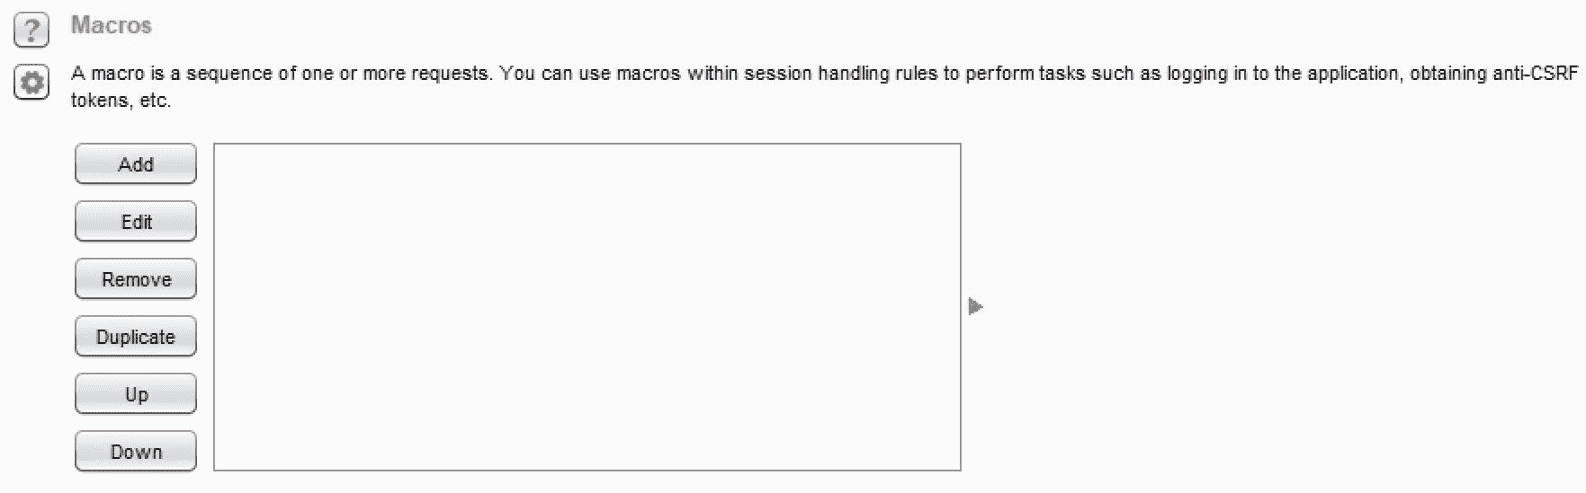 ?
Macros
A macro is a sequence of one or more requests. You can use macros within session handling rules to perform tasks such as logging in to the application, obtaining anti-CSRF
tokens, etc.
Add
Edit
Remove
Duplicate
Up
Down